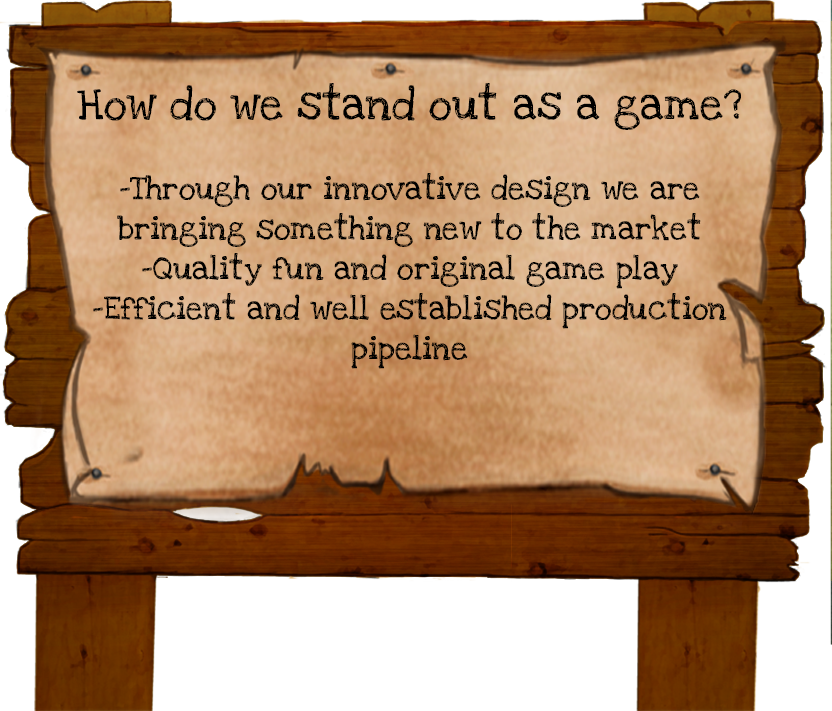 How do we stand out as a game?
-Through our innovative design we are
bringing something new to the market
-Quality fun and original game play
-Efficient and well established production
pipeline